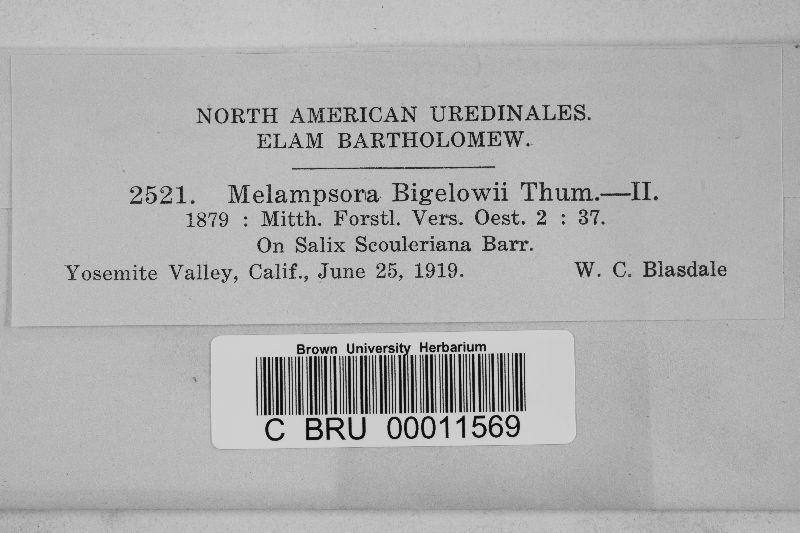 NORTH AMERICAN UREDINALES.
ELAM BARTHOLOMEW.
2521. Melampsora Bigelowii Thum.—II.
1879 : Mitth. Forstl. Vers. Oest. 2 : 37.
On Salix Scouleriana Barr.
Yosemite Valley, Calif., June 25, 1919. W. C. Blasdale
Brown University Herbarium
C BRU 00011569